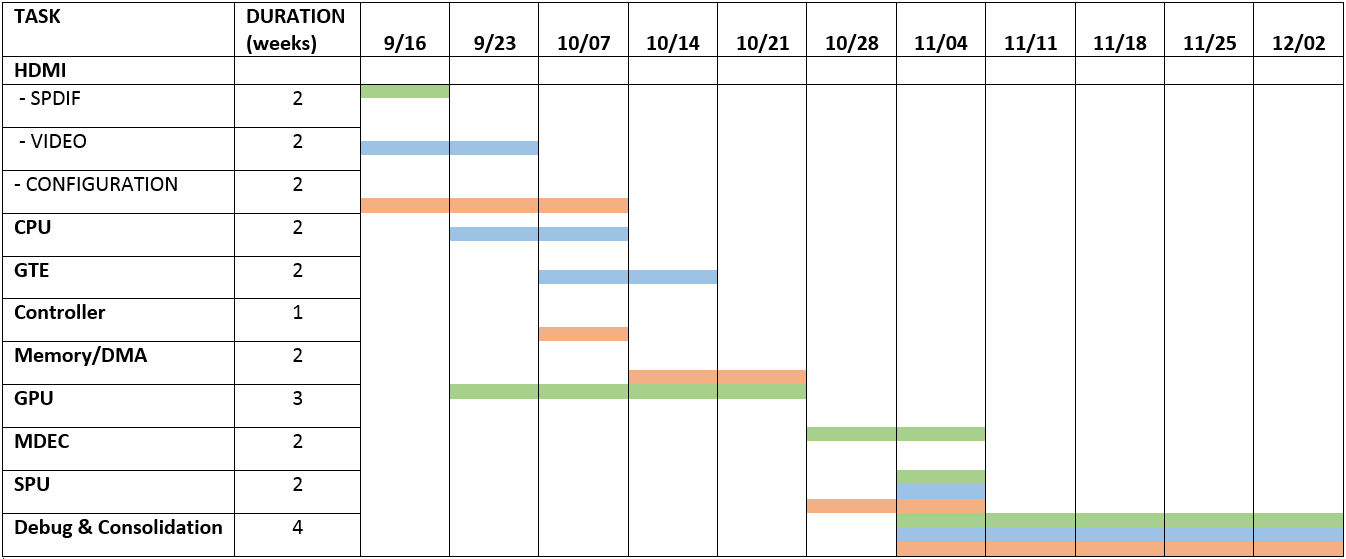 TASK DURATION
(weeks) 9/16 9/23 10/07 10/14 10/21 10/28 11/04 11/11 11/18 11/25 12/02
HDMI
- SPDIF 2
- VIDEO 2
- CONFIGURATION 2
CPU 2
GTE 2
Controller 1
Memory/DMA 2
GPU 3
MDEC 2
SPU 2
Debug & Consolidation 4